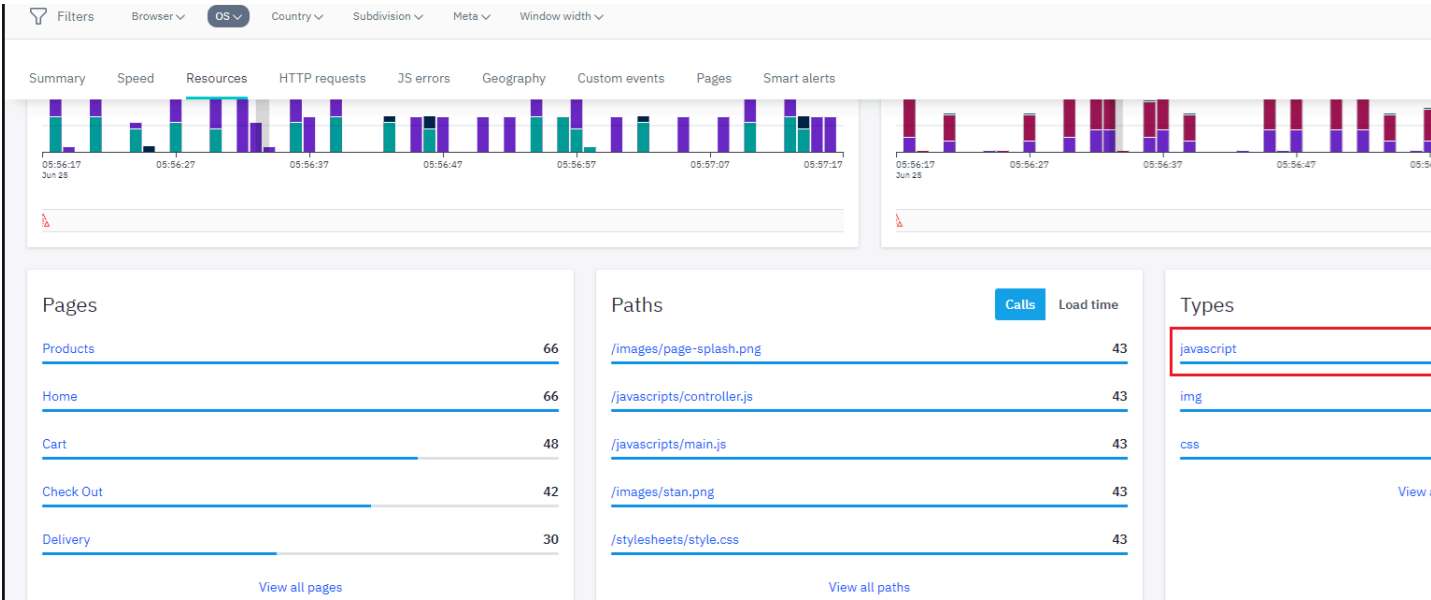 Filters Browser OS Country Subdivision Meta Window width
Summary Speed Resources HTTP requests JS errors Geography Custom events Pages Smart alerts
05:56:17 05:56:27 05:56:37 05:56:47 05:56:57 05:57:07 05:57:17
Jun 28
05:56:17 05:56:27 05:56:37 05:56:47
Jun 28
Pages
Products 66
Home 66
Cart 48
Check Out 42
Delivery 30
View all pages
Paths Calls Load time
/images/page-splash.png 43
/javascripts/controller.js 43
/javascripts/main.js 43
/images/stan.png 43
/stylesheets/style.css 43
View all paths
Types
javascript
img
css
View